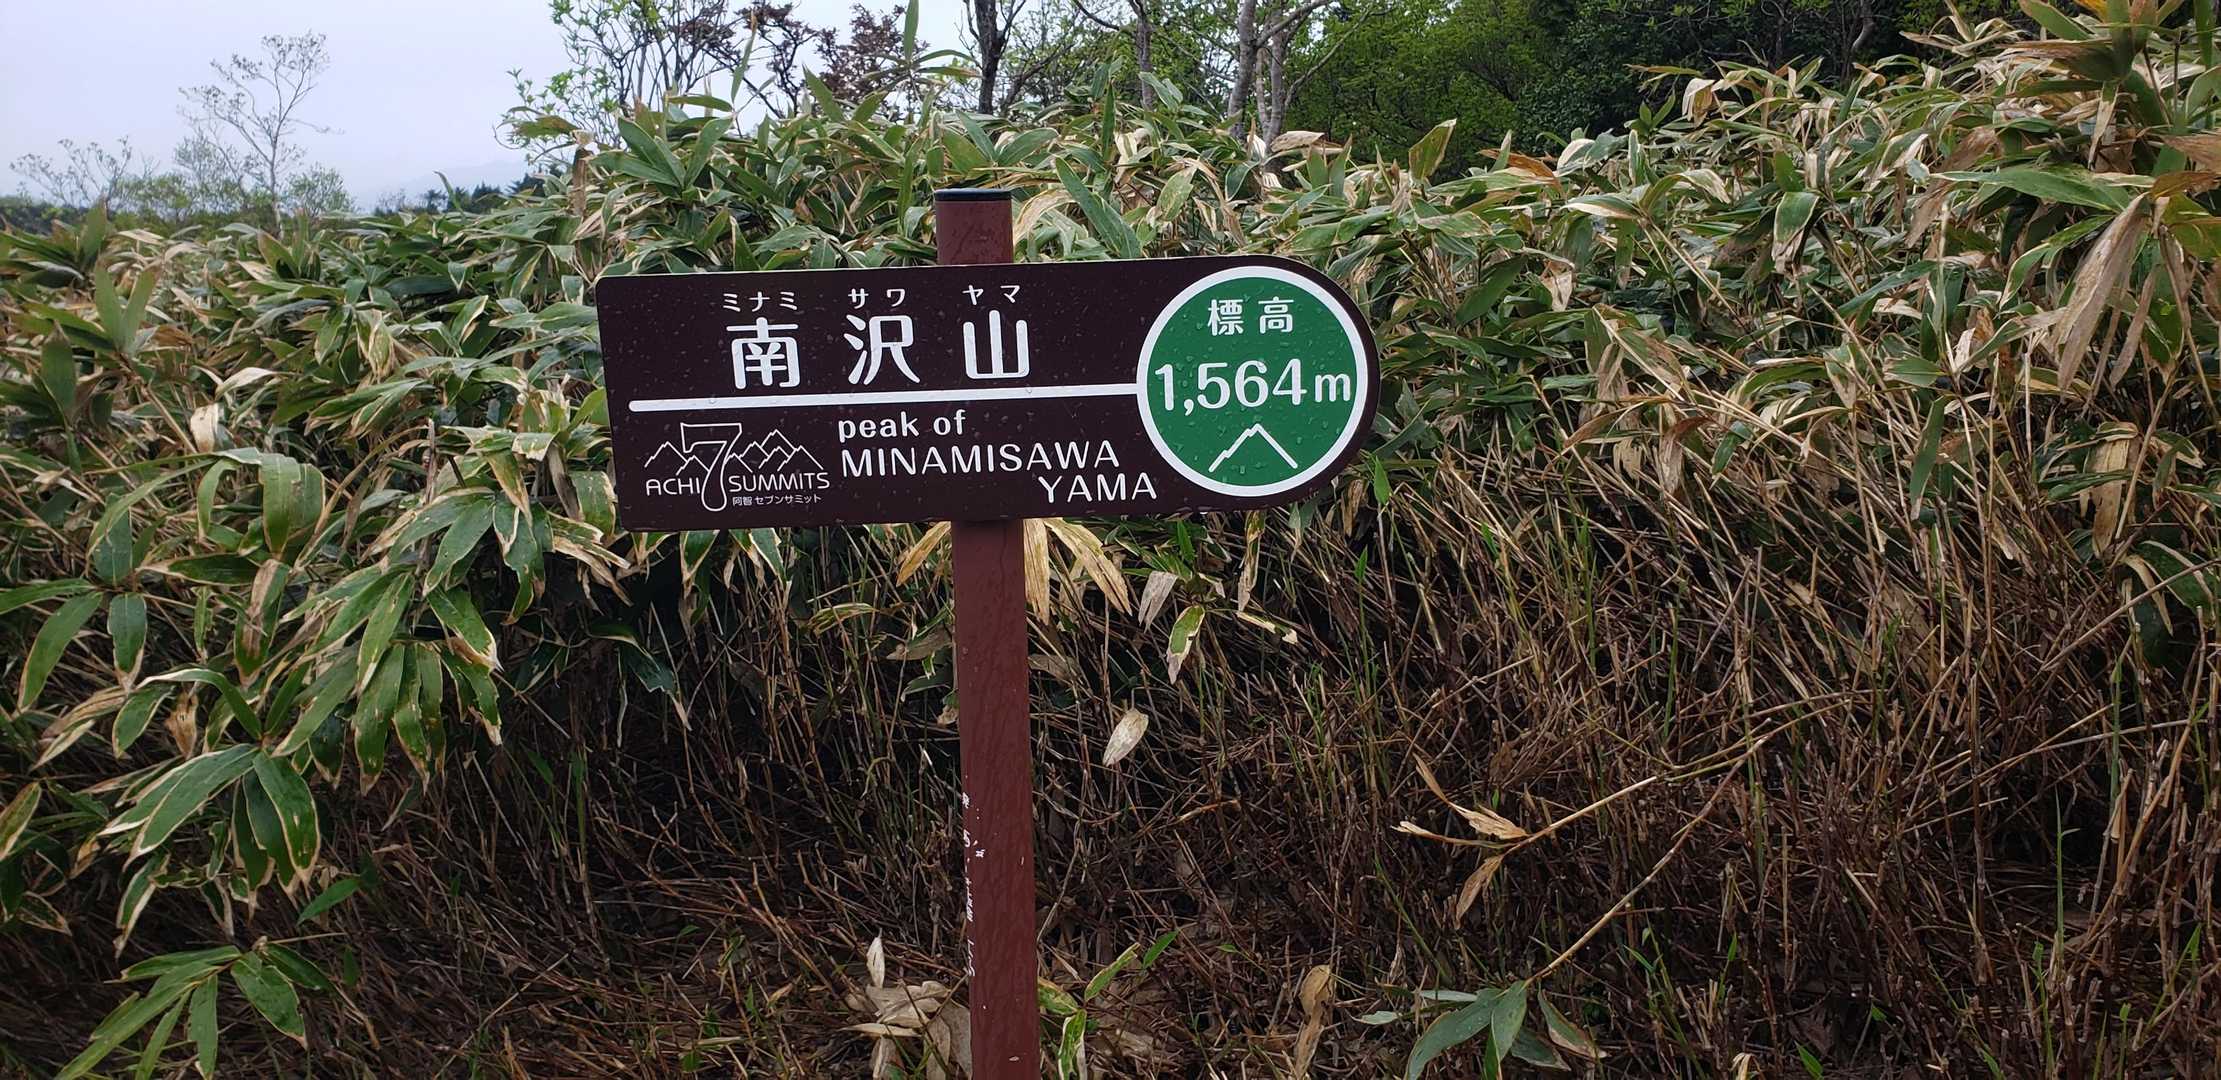 ミナミ サワ ヤマ
南沢山
標高
1,564m
peak of
MINAMISAWA
YAMA
ACHI 7 SUMMITS
阿智 セブンサミット